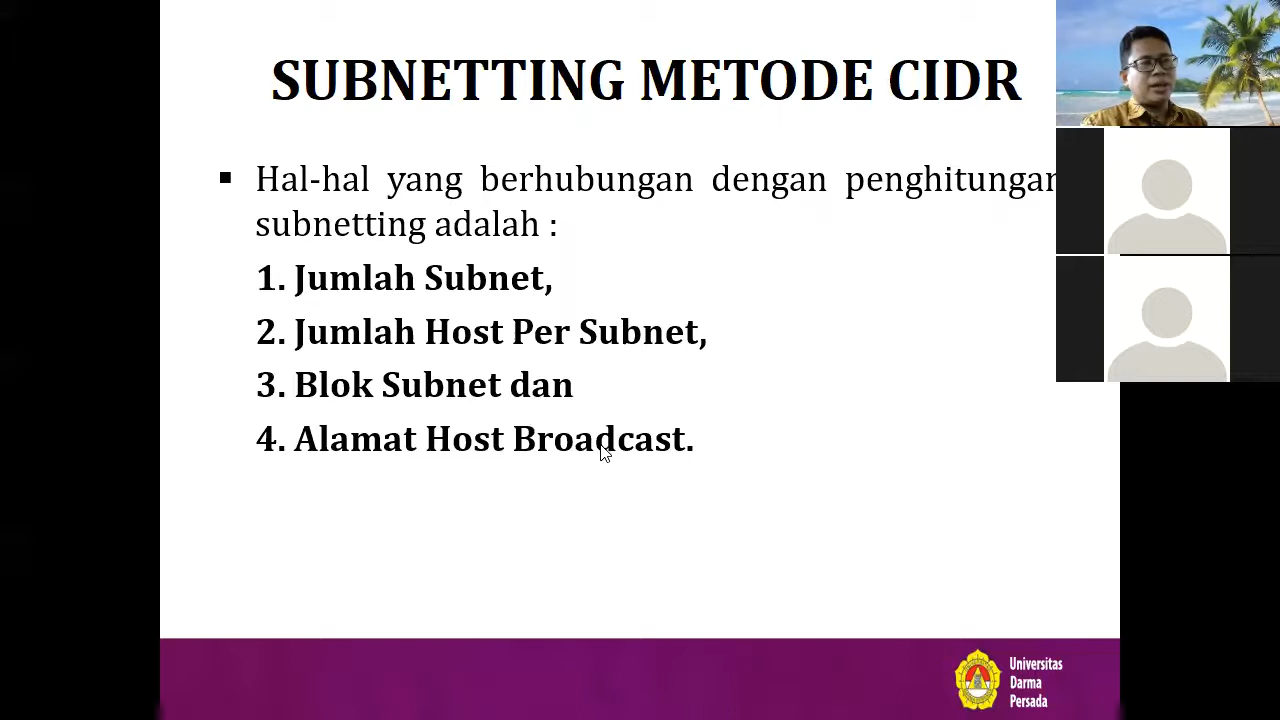 SUBNETTING METODE CIDR
▪ Hal-hal yang berhubungan dengan penghitungan
subnetting adalah :
1. Jumlah Subnet,
2. Jumlah Host Per Subnet,
3. Blok Subnet dan
4. Alamat Host Broadcast.
Universitas
Darma
Persada